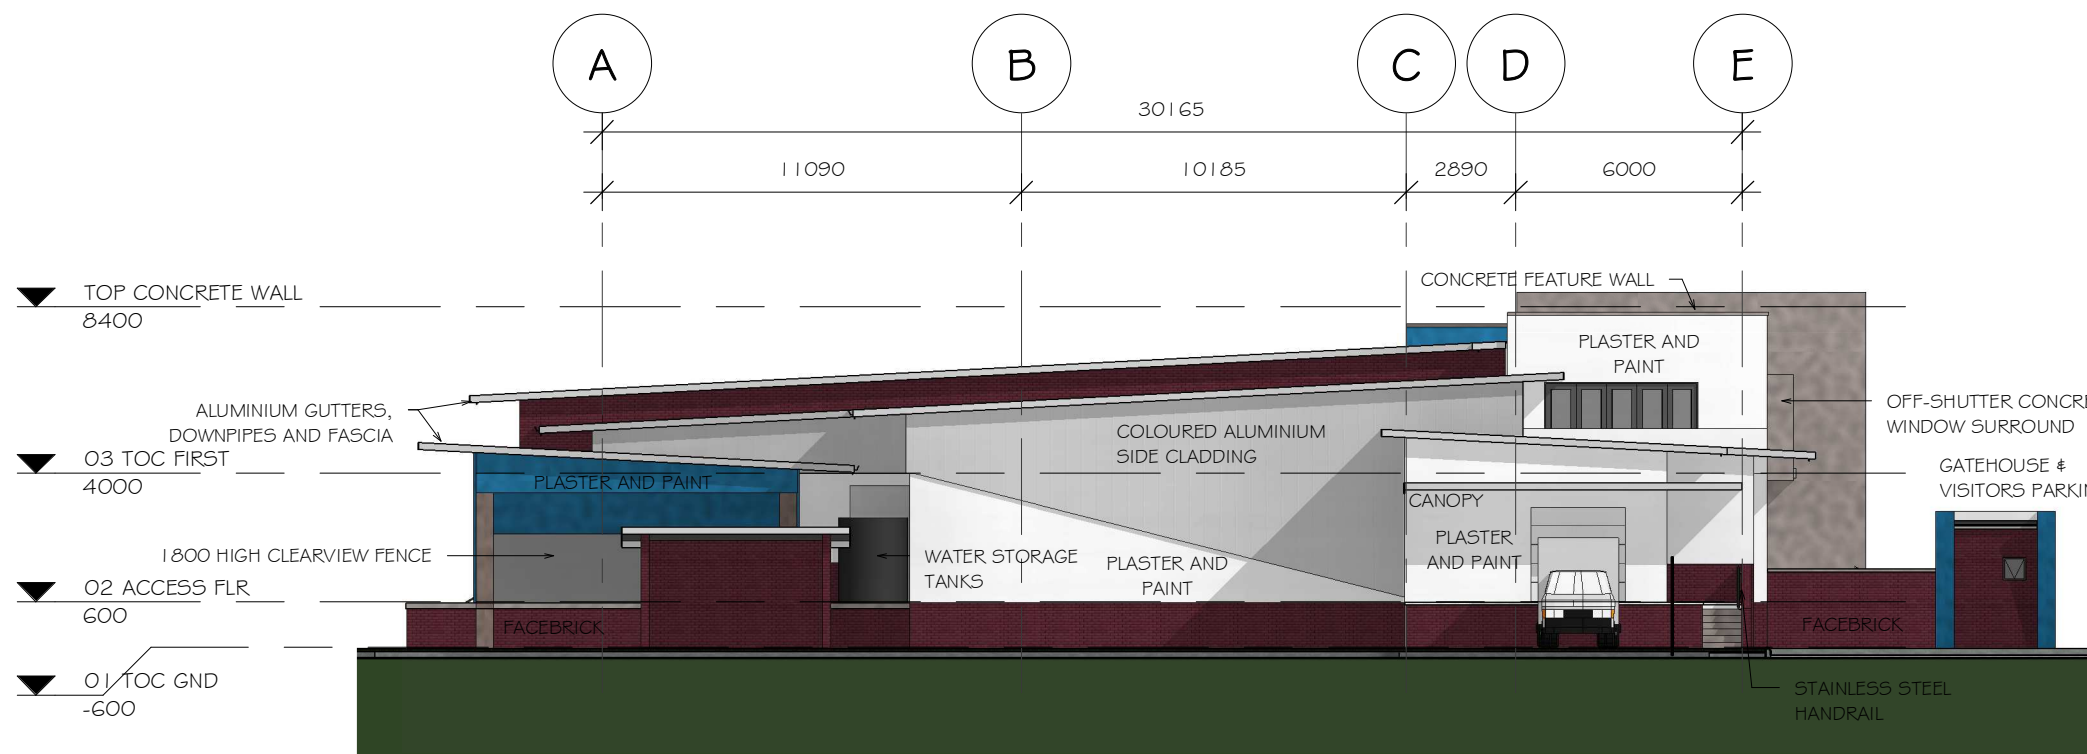 A B C D E
30165
11090 10185 2890 6000
CONCRETE FEATURE WALL
TOP CONCRETE WALL
8400
PLASTER AND
PAINT
ALUMINIUM GUTTERS,
DOWNPIPES AND FASCIA
OFF-SHUTTER CONCRE
WINDOW SURROUND
COLOURED ALUMINIUM
SIDE CLADDING
03 TOC FIRST
4000
GATEHOUSE &
VISITORS PARKIN
PLASTER AND PAINT
CANOPY
1800 HIGH CLEARVIEW FENCE
WATER STORAGE
TANKS
PLASTER AND
PAINT
PLASTER
AND PAINT
02 ACCESS FLR
600
FACEBRICK
FACEBRICK
01 TOC GND
-600
STAINLESS STEEL
HANDRAIL